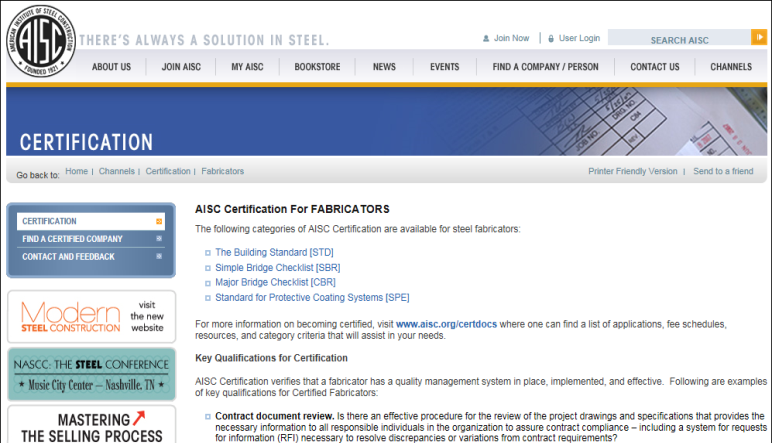 AMERICAN INSTITUTE OF STEEL CONSTRUCTION
AISC
FOUNDED 1921
THERE'S ALWAYS A SOLUTION IN STEEL.
Join Now | User Login
SEARCH AISC
ABOUT US
JOIN AISC
MY AISC
BOOKSTORE
NEWS
EVENTS
FIND A COMPANY / PERSON
CONTACT US
CHANNELS
DRG. NO.
CIM
JOB NO.
REV.
CERTIFICATION
Go back to: Home | Channels | Certification | Fabricators
Printer Friendly Version | Send to a friend
CERTIFICATION
FIND A CERTIFIED COMPANY
CONTACT AND FEEDBACK
Modern
STEEL CONSTRUCTION
visit
the new
website
NASCC: THE STEEL CONFERENCE
★ Music City Center – Nashville, TN ★
MASTERING
THE SELLING PROCESS
AISC Certification For FABRICATORS
The following categories of AISC Certification are available for steel fabricators:
The Building Standard [STD]
Simple Bridge Checklist [SBR]
Major Bridge Checklist [CBR]
Standard for Protective Coating Systems [SPE]
For more information on becoming certified, visit www.aisc.org/certdocs where one can find a list of applications, fee schedules,
resources, and category criteria that will assist in your needs.
Key Qualifications for Certification
AISC Certification verifies that a fabricator has a quality management system in place, implemented, and effective. Following are examples
of key qualifications for Certified Fabricators:
Contract document review. Is there an effective procedure for the review of the project drawings and specifications that provides the
necessary information to all responsible individuals in the organization to assure contract compliance – including a system for requests
for information (RFI) necessary to resolve discrepancies or variations from contract requirements?